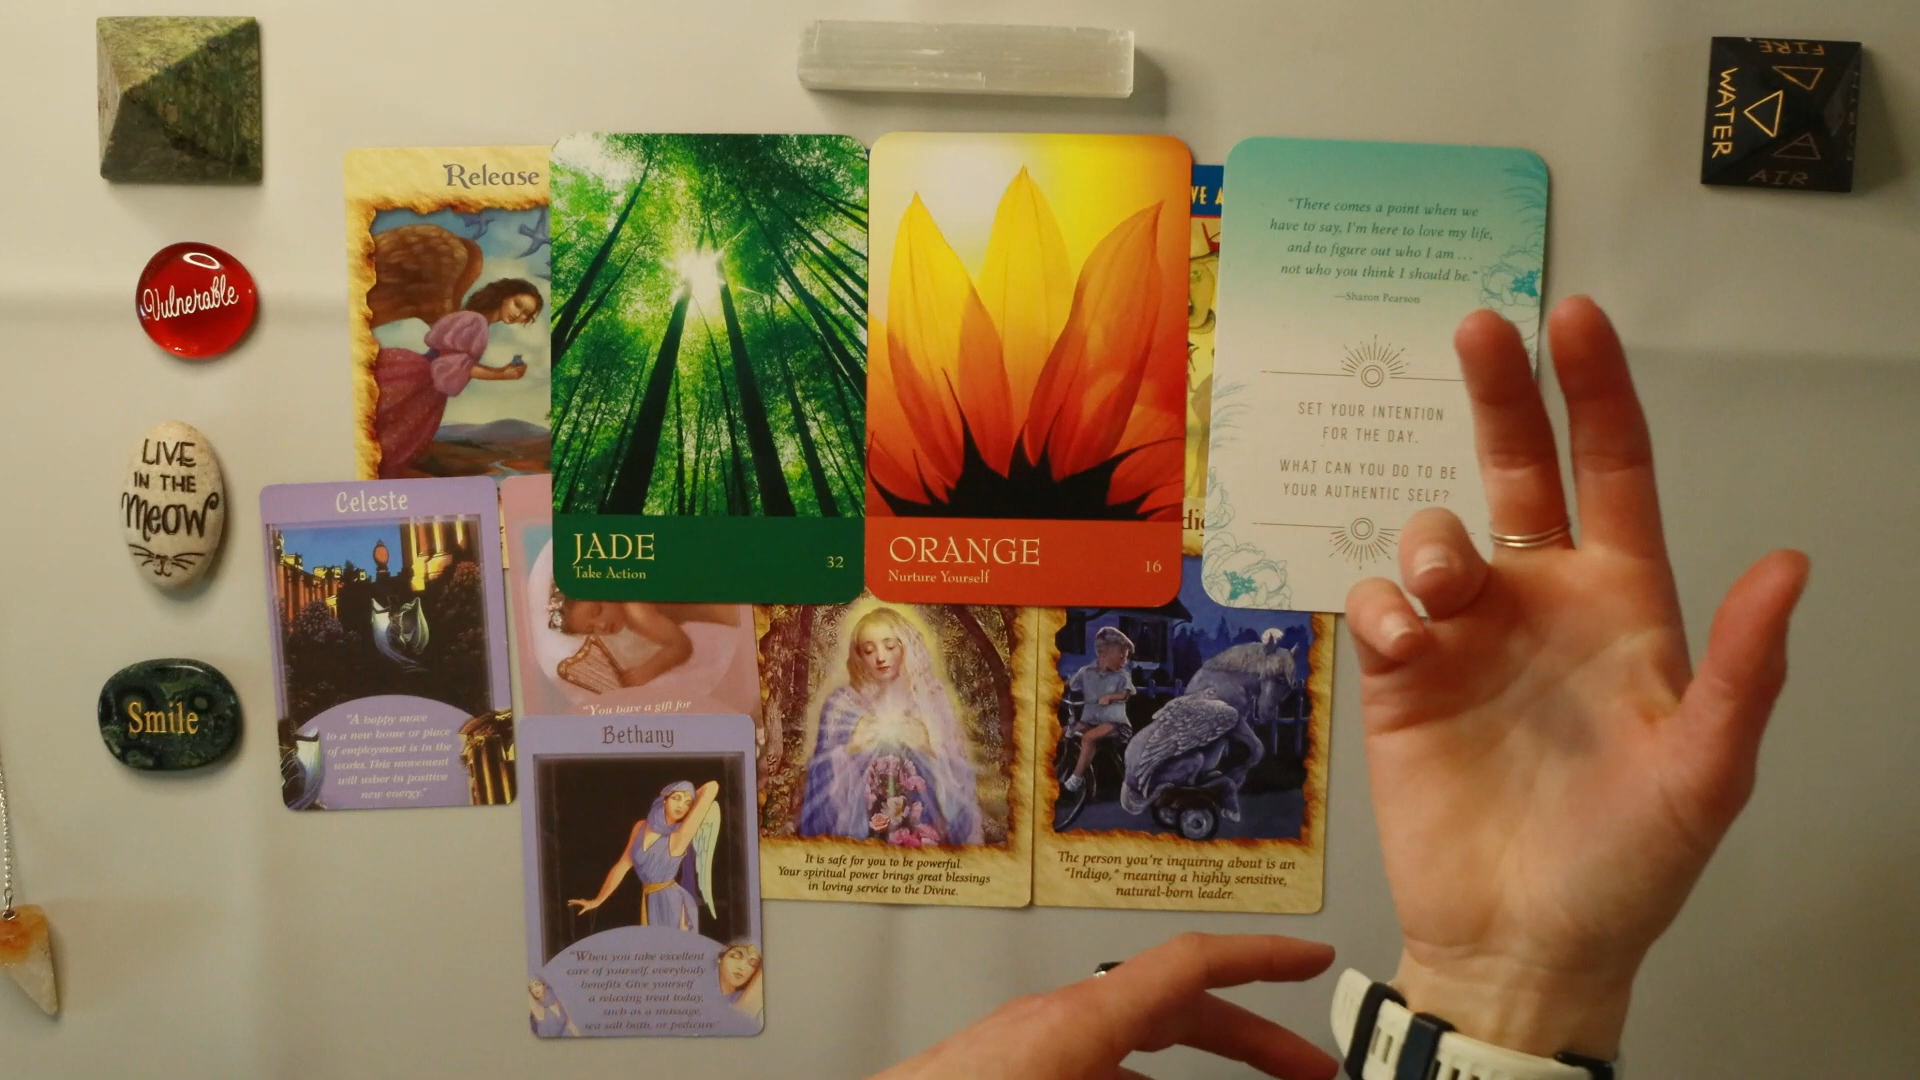 FIRE
WATER
AIR
Release
VE A
"There comes a point when we
have to say, I'm here to love my life,
and to figure out who I am ...
not who you think I should be."
—Sharon Pearson
SET YOUR INTENTION
FOR THE DAY.
WHAT CAN YOU DO TO BE
YOUR AUTHENTIC SELF?
Vulnerable
LIVE
IN THE
meow
Smile
JADE
Take Action
32
ORANGE
Nurture Yourself
16
Celeste
"A happy move
to a new home or place
of employment is in the
works. This movement
will usher in positive
new energy."
"You have a gift for
Bethany
"When you take excellent
care of yourself, everybody
benefits. Give yourself
a relaxing treat today,
such as a massage,
sea salt bath, or pedicure."
It is safe for you to be powerful.
Your spiritual power brings great blessings
in loving service to the Divine.
The person you're inquiring about is an
"Indigo," meaning a highly sensitive,
natural-born leader.